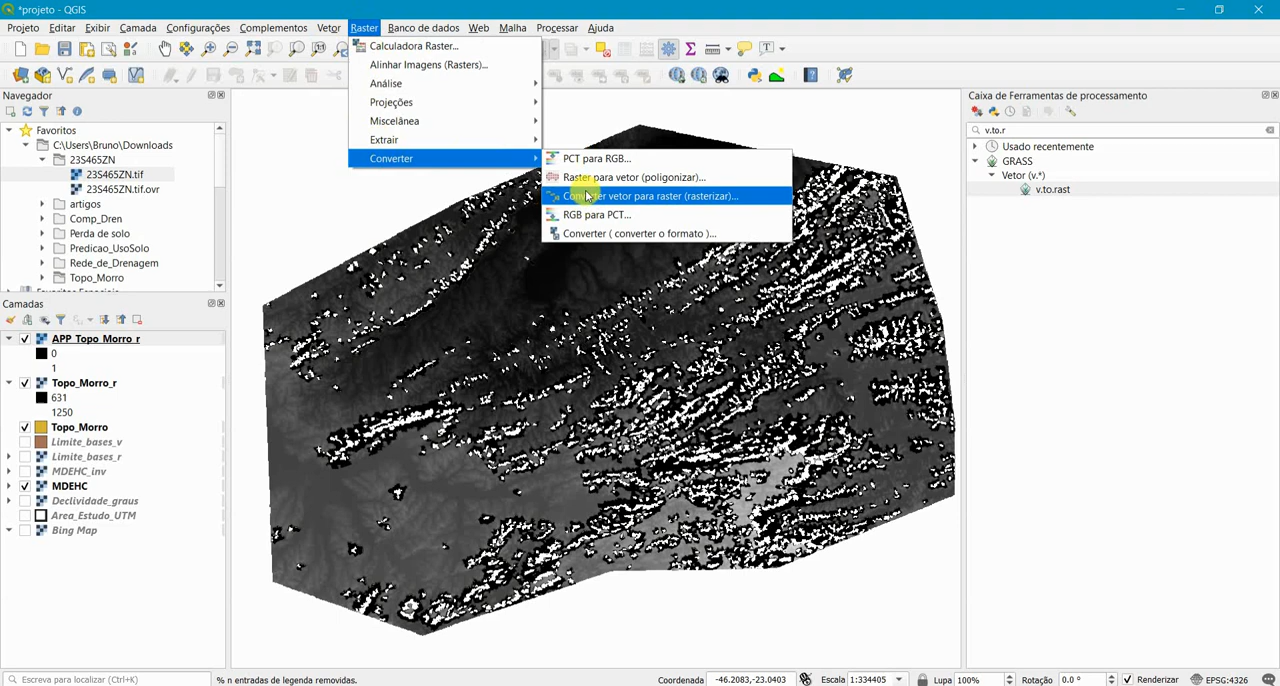 *projeto — QGIS
Projeto Editar Exibir Camada Configurações Complementos Vetor Raster Banco de dados Web Malha Processar Ajuda
Calculadora Raster...
Alinhar Imagens (Rasters)...
Análise
Projeções
Miscelânea
Extrair
Converter
PCT para RGB...
Raster para vetor (poligonizar)...
Converter vetor para raster (rasterizar)...
RGB para PCT...
Converter ( converter o formato )...
Navegador
Favoritos
C:\Users\Bruno\Downloads
23S465ZN
23S465ZN.tif
23S465ZN.tif.ovr
artigos
Comp_Dren
Perda de solo
Predicao_UsoSolo
Rede_de_Drenagem
Topo_Morro
Camadas
APP_Topo_Morro_r
0
1
Topo_Morro_r
631
1250
Topo_Morro
Limite_bases_v
Limite_bases_r
MDEHC_inv
MDEHC
Declividade_graus
Area_Estudo_UTM
Bing Map
Caixa de Ferramentas de processamento
v.to.r
Usado recentemente
GRASS
Vetor (v.*)
v.to.rast
Escreva para localizar (Ctrl+K)
% n entradas de legenda removidas.
Coordenada -46.2083,-23.0403
Escala 1:334405
Lupa 100%
Rotação 0.0 °
Renderizar
EPSG:4326